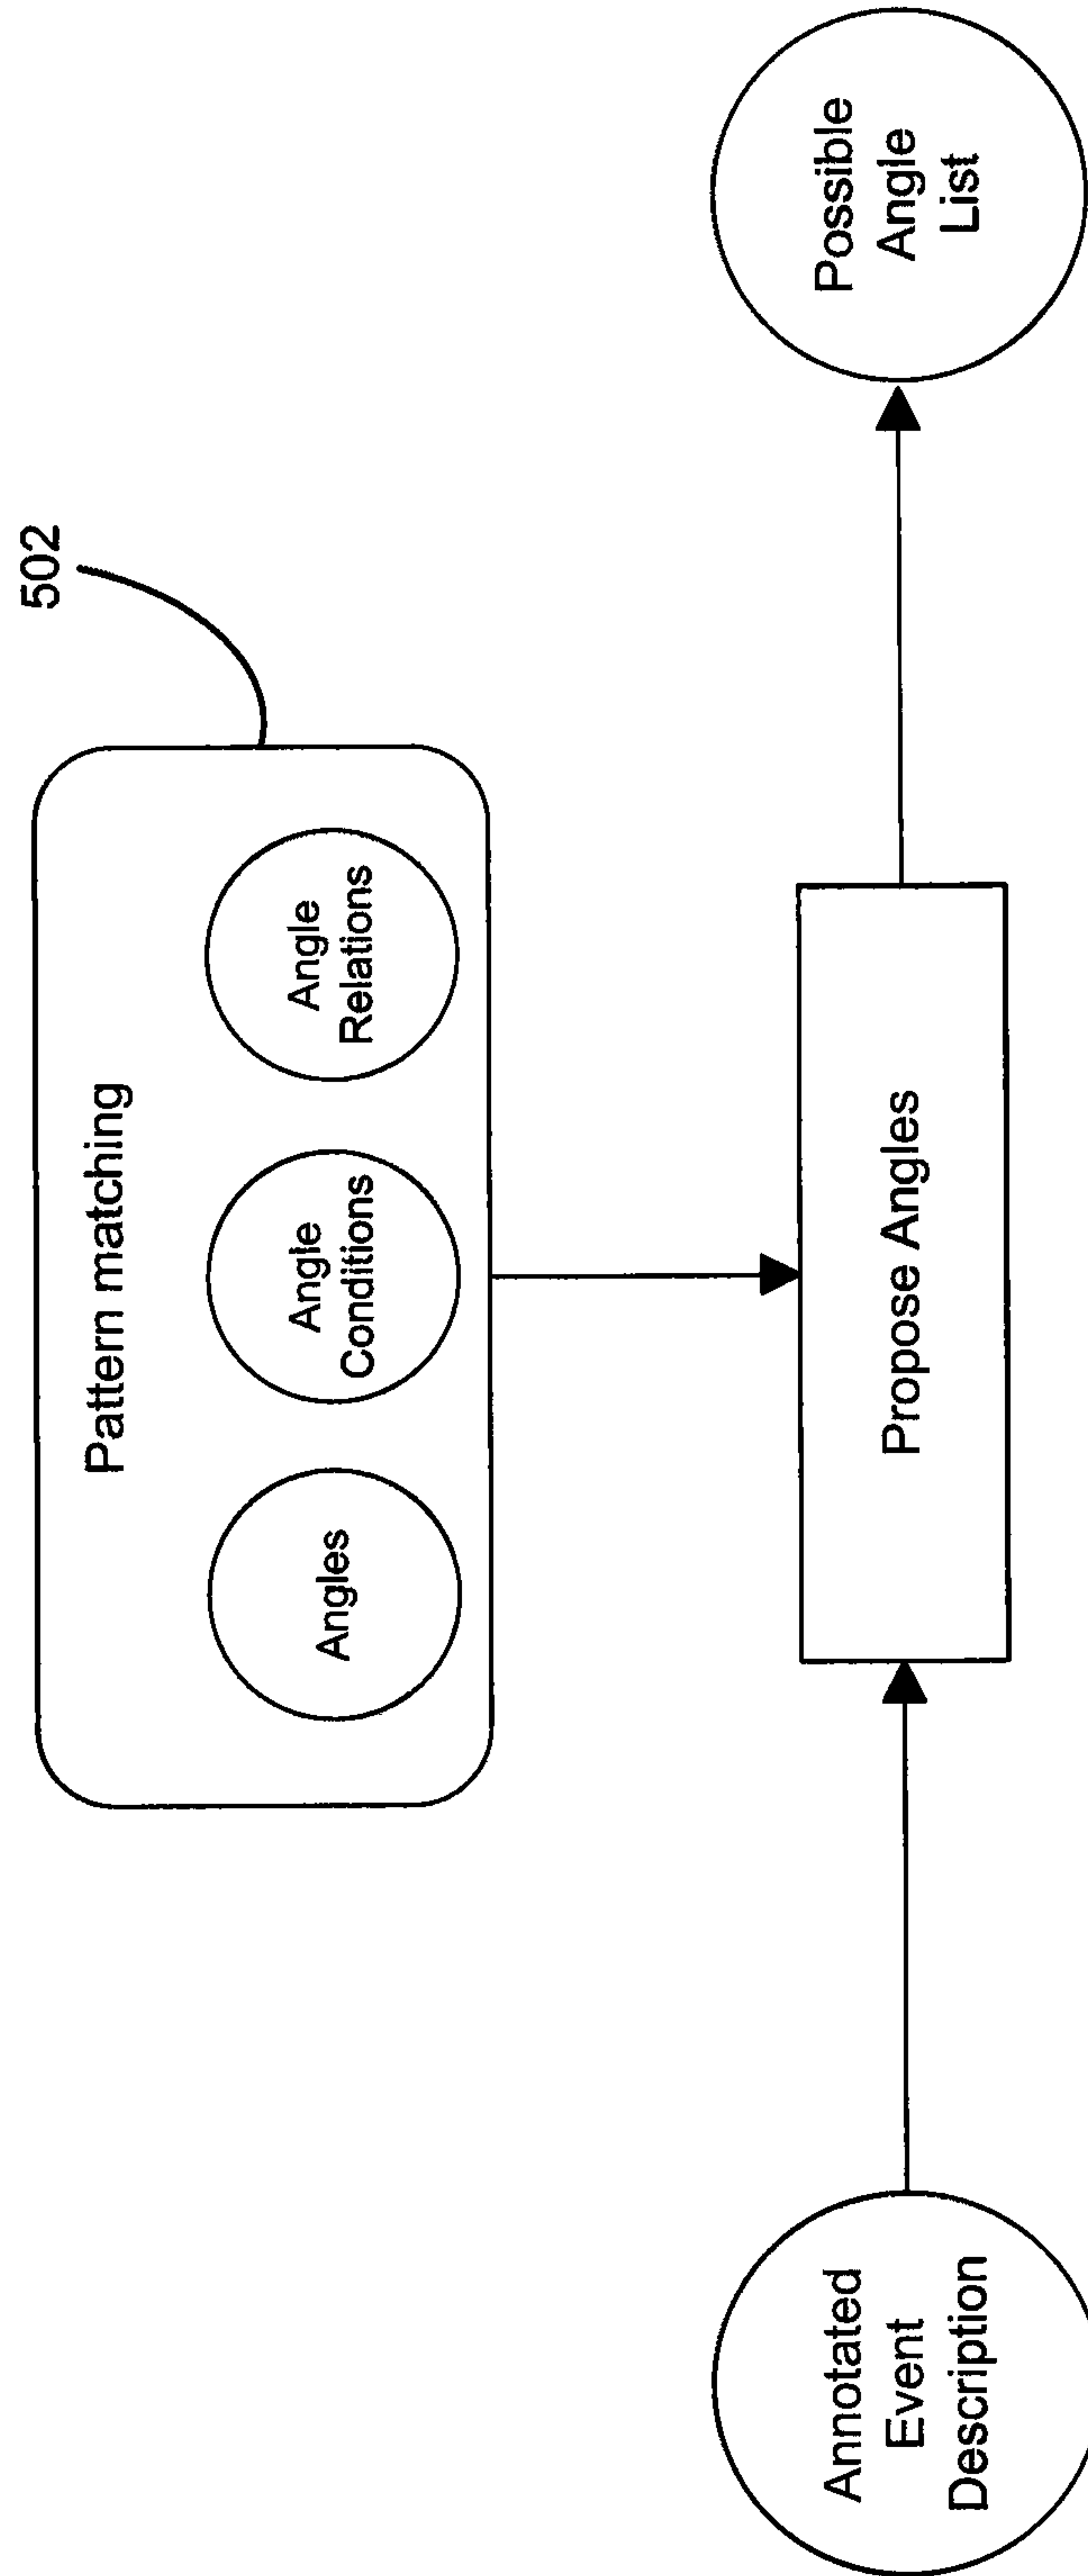 502
Pattern matching
Angles
Angle
Conditions
Angle
Relations
Propose Angles
Annotated
Event
Description
Possible
Angle
List